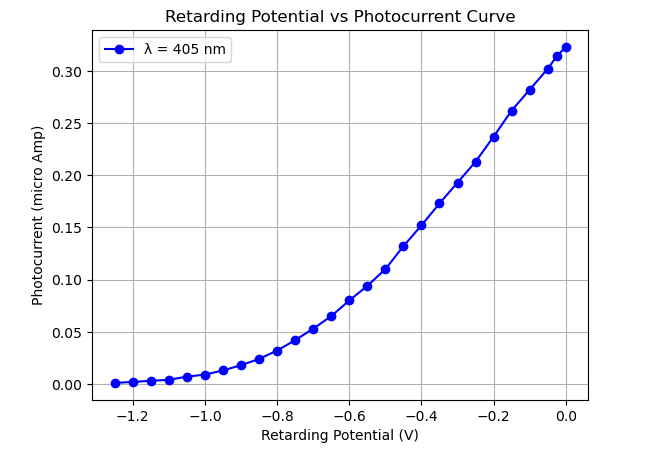 Retarding Potential vs Photocurrent Curve
λ = 405 nm
Photocurrent (micro Amp)
0.30
0.25
0.20
0.15
0.10
0.05
0.00
−1.2 −1.0 −0.8 −0.6 −0.4 −0.2 0.0
Retarding Potential (V)